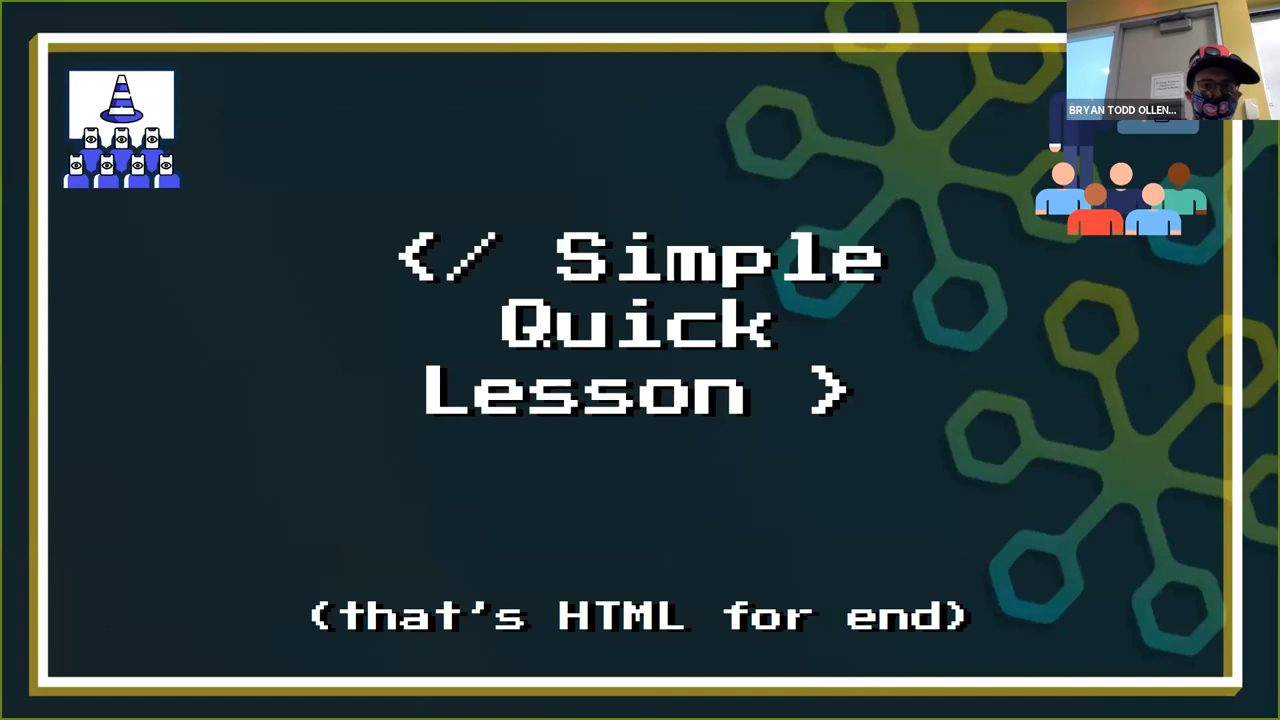 BRYAN TODD OLLEN...
</ Simple
Quick
Lesson >
(that's HTML for end)